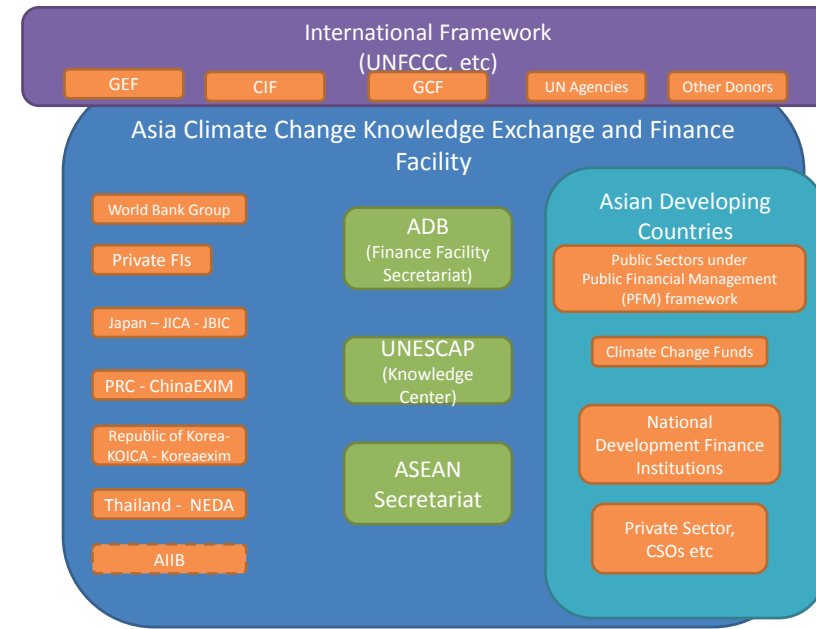 International Framework
(UNFCCC. etc)
GEF
CIF
GCF
UN Agencies
Other Donors
Asia Climate Change Knowledge Exchange and Finance
Facility
World Bank Group
Private FIs
Japan – JICA - JBIC
PRC - ChinaEXIM
Republic of Korea-
KOICA - Koreaexim
Thailand - NEDA
AIIB
ADB
(Finance Facility
Secretariat)
UNESCAP
(Knowledge
Center)
ASEAN
Secretariat
Asian Developing
Countries
Public Sectors under
Public Financial Management
(PFM) framework
Climate Change Funds
National
Development Finance
Institutions
Private Sector,
CSOs etc